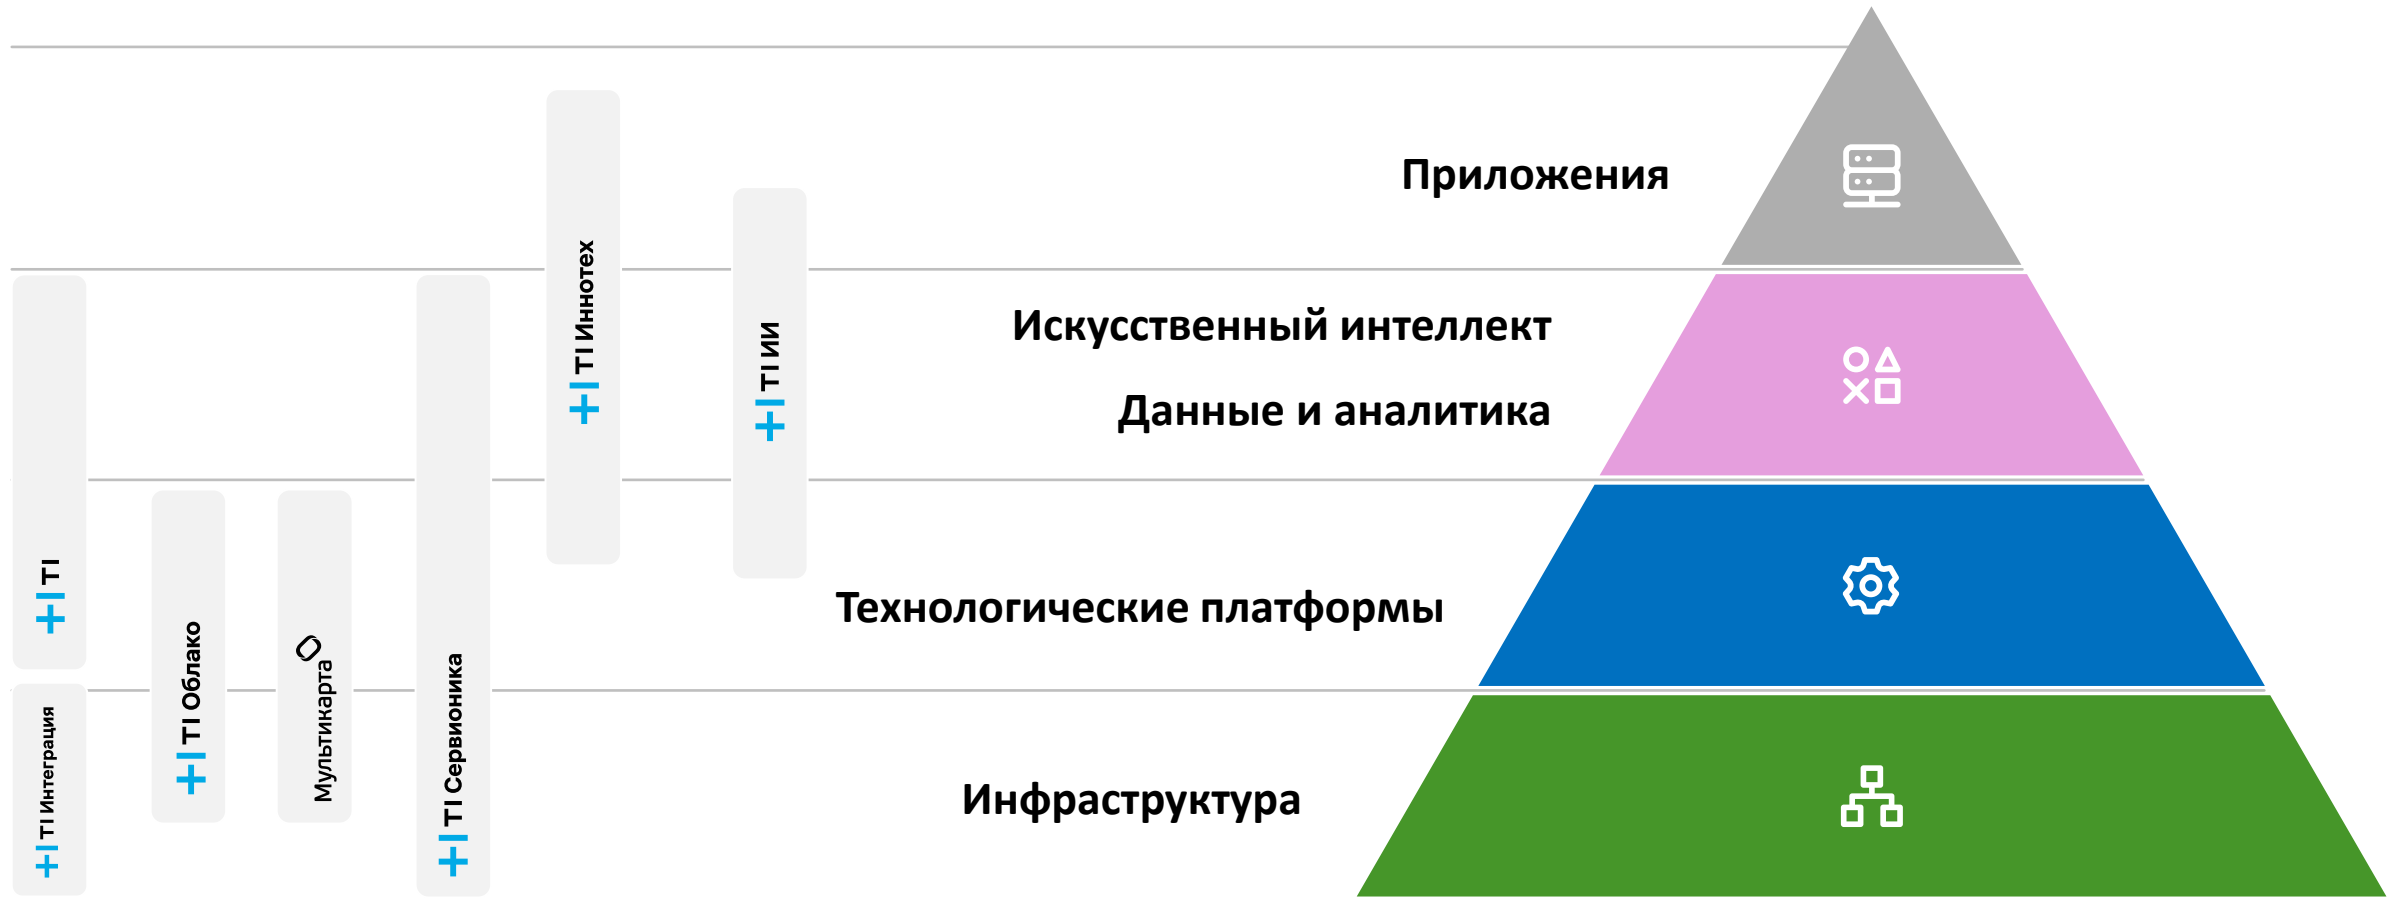 Приложения
Искусственный интеллект
Данные и аналитика
Технологические платформы
Инфраструктура
TI
TI Интеграция
TI Облако
Мультикарта
TI Сервионика
TI Иннотех
TI ИИ